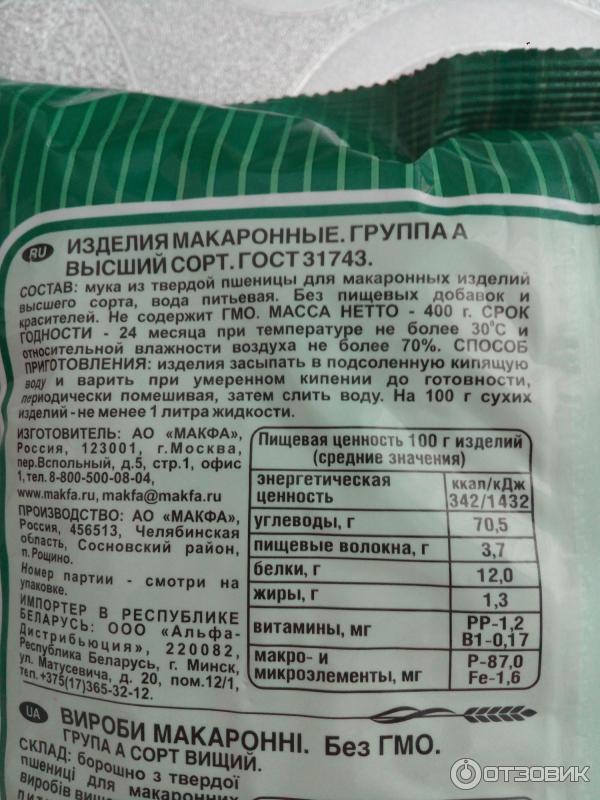 RU
ИЗДЕЛИЯ МАКАРОННЫЕ. ГРУППА А
ВЫСШИЙ СОРТ. ГОСТ 31743.
СОСТАВ: мука из твердой пшеницы для макаронных изделий
высшего сорта, вода питьевая. Без пищевых добавок и
красителей. Не содержит ГМО. МАССА НЕТТО - 400 г. СРОК
ГОДНОСТИ - 24 месяца при температуре не более 30°С и
относительной влажности воздуха не более 70%. СПОСОБ
ПРИГОТОВЛЕНИЯ: изделия засыпать в подсоленную кипящую
воду и варить при умеренном кипении до готовности,
периодически помешивая, затем слить воду. На 100 г сухих
изделий - не менее 1 литра жидкости.
ИЗГОТОВИТЕЛЬ: АО «МАКФА»,
Россия, 123001, г.Москва,
пер.Вспольный, д.5, стр.1, офис
1, тел. 8-800-500-08-04,
www.makfa.ru, makfa@makfa.ru
ПРОИЗВОДСТВО: АО «МАКФА»,
Россия, 456513, Челябинская
область, Сосновский район,
п. Рощино.
Номер партии - смотри на
упаковке.
ИМПОРТЕР В РЕСПУБЛИКЕ
БЕЛАРУСЬ: ООО «Альфа-
Дистрибьюция», 220082,
Республика Беларусь, г. Минск,
ул. Матусевича, д. 20, пом.12/1,
тел. +375(17)365-32-12.
Пищевая ценность 100 г изделий
(средние значения)
энергетическая ккал/кДж
ценность 342/1432
углеводы, г 70,5
пищевые волокна, г 3,7
белки, г 12,0
жиры, г 1,3
витамины, мг РР-1,2
В1-0,17
макро- и Р-87,0
микроэлементы, мг Fe-1,6
UA
ВИРОБИ МАКАРОННІ. Без ГМО.
ГРУПА А СОРТ ВИЩИЙ.
СКЛАД: борошно з твердої
пшениці для макаронних
виробів
ОТЗОВИК